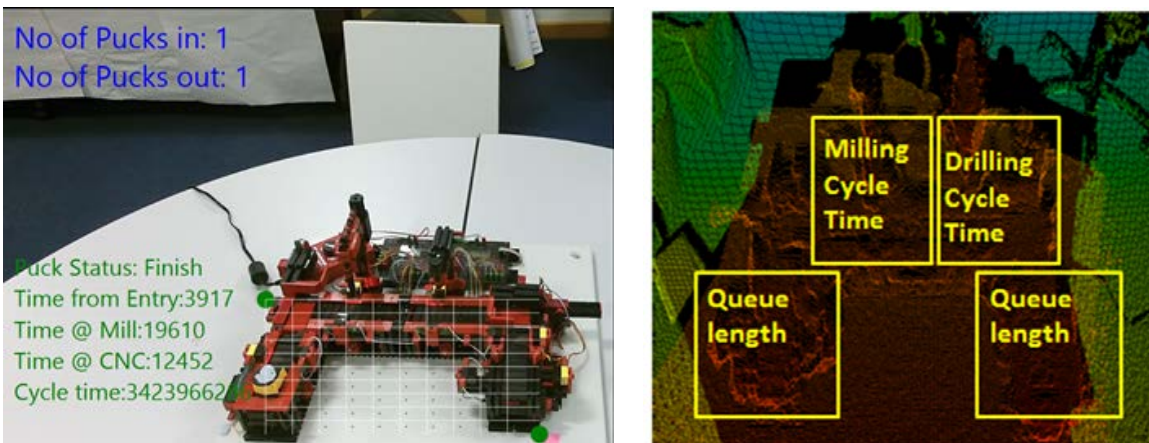 No of Pucks in: 1
No of Pucks out: 1
Puck Status: Finish
Time from Entry:3917
Time @ Mill:19610
Time @ CNC:12452
Cycle time:3423966
Milling
Cycle
Time
Drilling
Cycle
Time
Queue
length
Queue
length